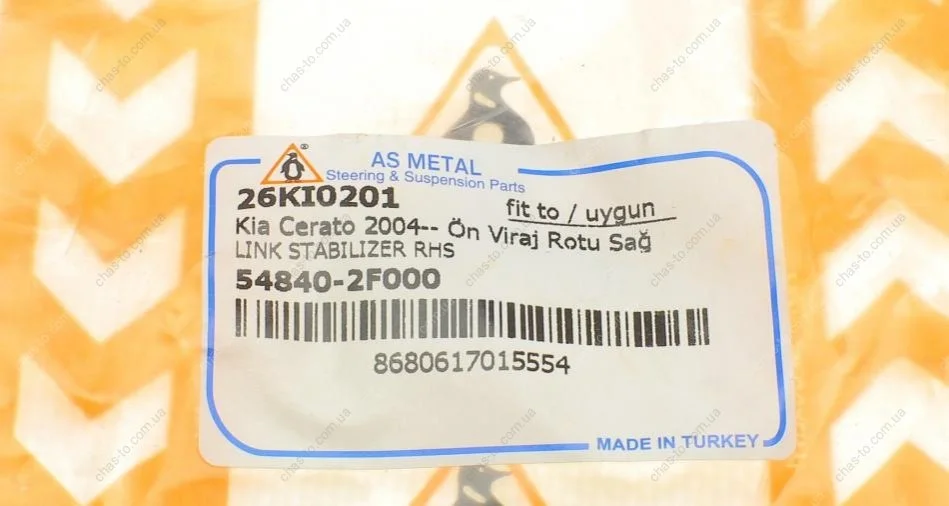 AS METAL
Steering & Suspension Parts
26KI0201
fit to / uygun
Kia Cerato 2004-- Ön Viraj Rotu Sağ
LINK STABILIZER RHS
54840-2F000
8680617015554
MADE IN TURKEY
chas-to.com.ua